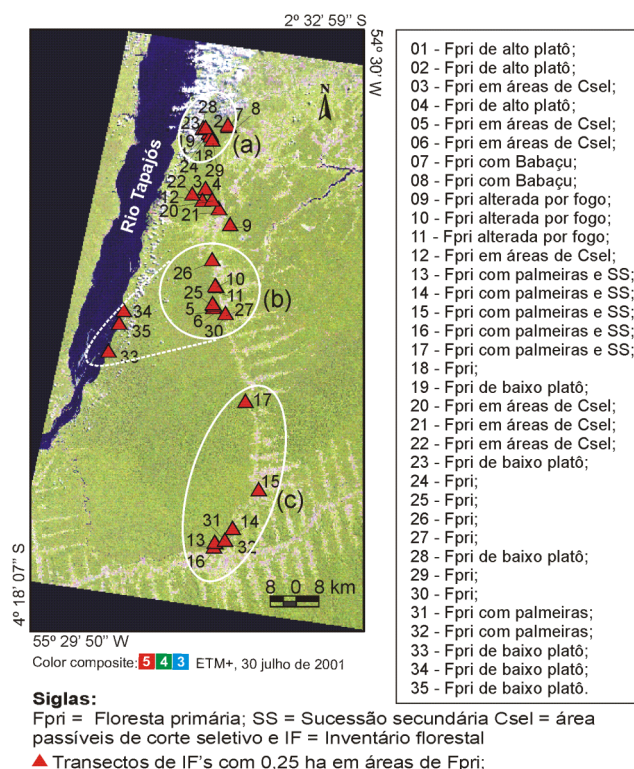 2° 32' 59'' S
54° 30' W
Rio Tapajós
N
28
8
7
23
2
9
18
(a)
24
29
22
3
4
12
20
21
9
26
10
25
11
(b)
5
6
27
30
34
35
33
17
15
(c)
31
14
13
32
16
8 0 8 km
4° 18' 07'' S
55° 29' 50'' W
Color composite: 5 4 3 ETM+, 30 julho de 2001
01 - Fpri de alto platô;
02 - Fpri de alto platô;
03 - Fpri em áreas de Csel;
04 - Fpri de alto platô;
05 - Fpri em áreas de Csel;
06 - Fpri em áreas de Csel;
07 - Fpri com Babaçu;
08 - Fpri com Babaçu;
09 - Fpri alterada por fogo;
10 - Fpri alterada por fogo;
11 - Fpri alterada por fogo;
12 - Fpri em áreas de Csel;
13 - Fpri com palmeiras e SS;
14 - Fpri com palmeiras e SS;
15 - Fpri com palmeiras e SS;
16 - Fpri com palmeiras e SS;
17 - Fpri com palmeiras e SS;
18 - Fpri;
19 - Fpri de baixo platô;
20 - Fpri em áreas de Csel;
21 - Fpri em áreas de Csel;
22 - Fpri em áreas de Csel;
23 - Fpri de baixo platô;
24 - Fpri;
25 - Fpri;
26 - Fpri;
27 - Fpri;
28 - Fpri de baixo platô;
29 - Fpri;
30 - Fpri;
31 - Fpri com palmeiras;
32 - Fpri com palmeiras;
33 - Fpri de baixo platô;
34 - Fpri de baixo platô;
35 - Fpri de baixo platô.
Siglas:
Fpri = Floresta primária; SS = Sucessão secundária Csel = área
passíveis de corte seletivo e IF = Inventário florestal
Transectos de IF's com 0,25 ha em áreas de Fpri;